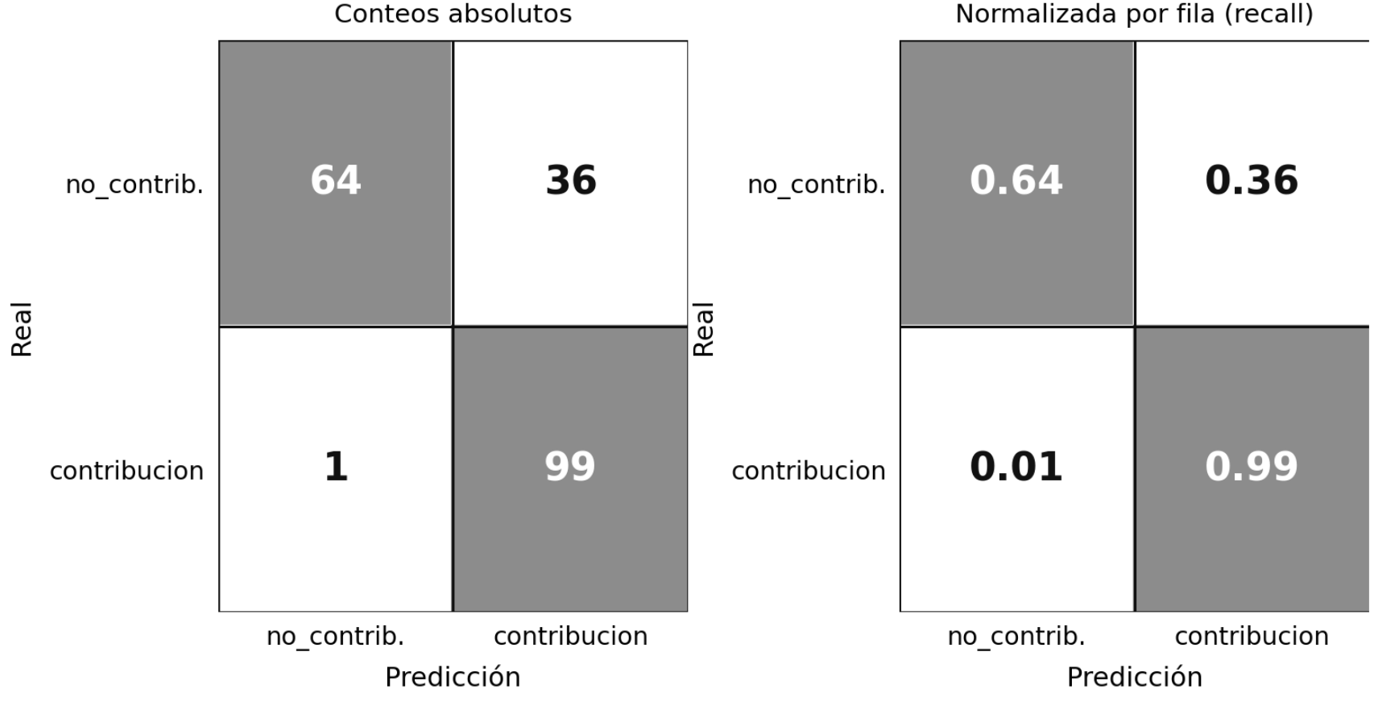 Conteos absolutos
no_contrib.
64
36
Real
contribucion
1
99
no_contrib.
contribucion
Predicción
Normalizada por fila (recall)
no_contrib.
0.64
0.36
Real
contribucion
0.01
0.99
no_contrib.
contribucion
Predicción